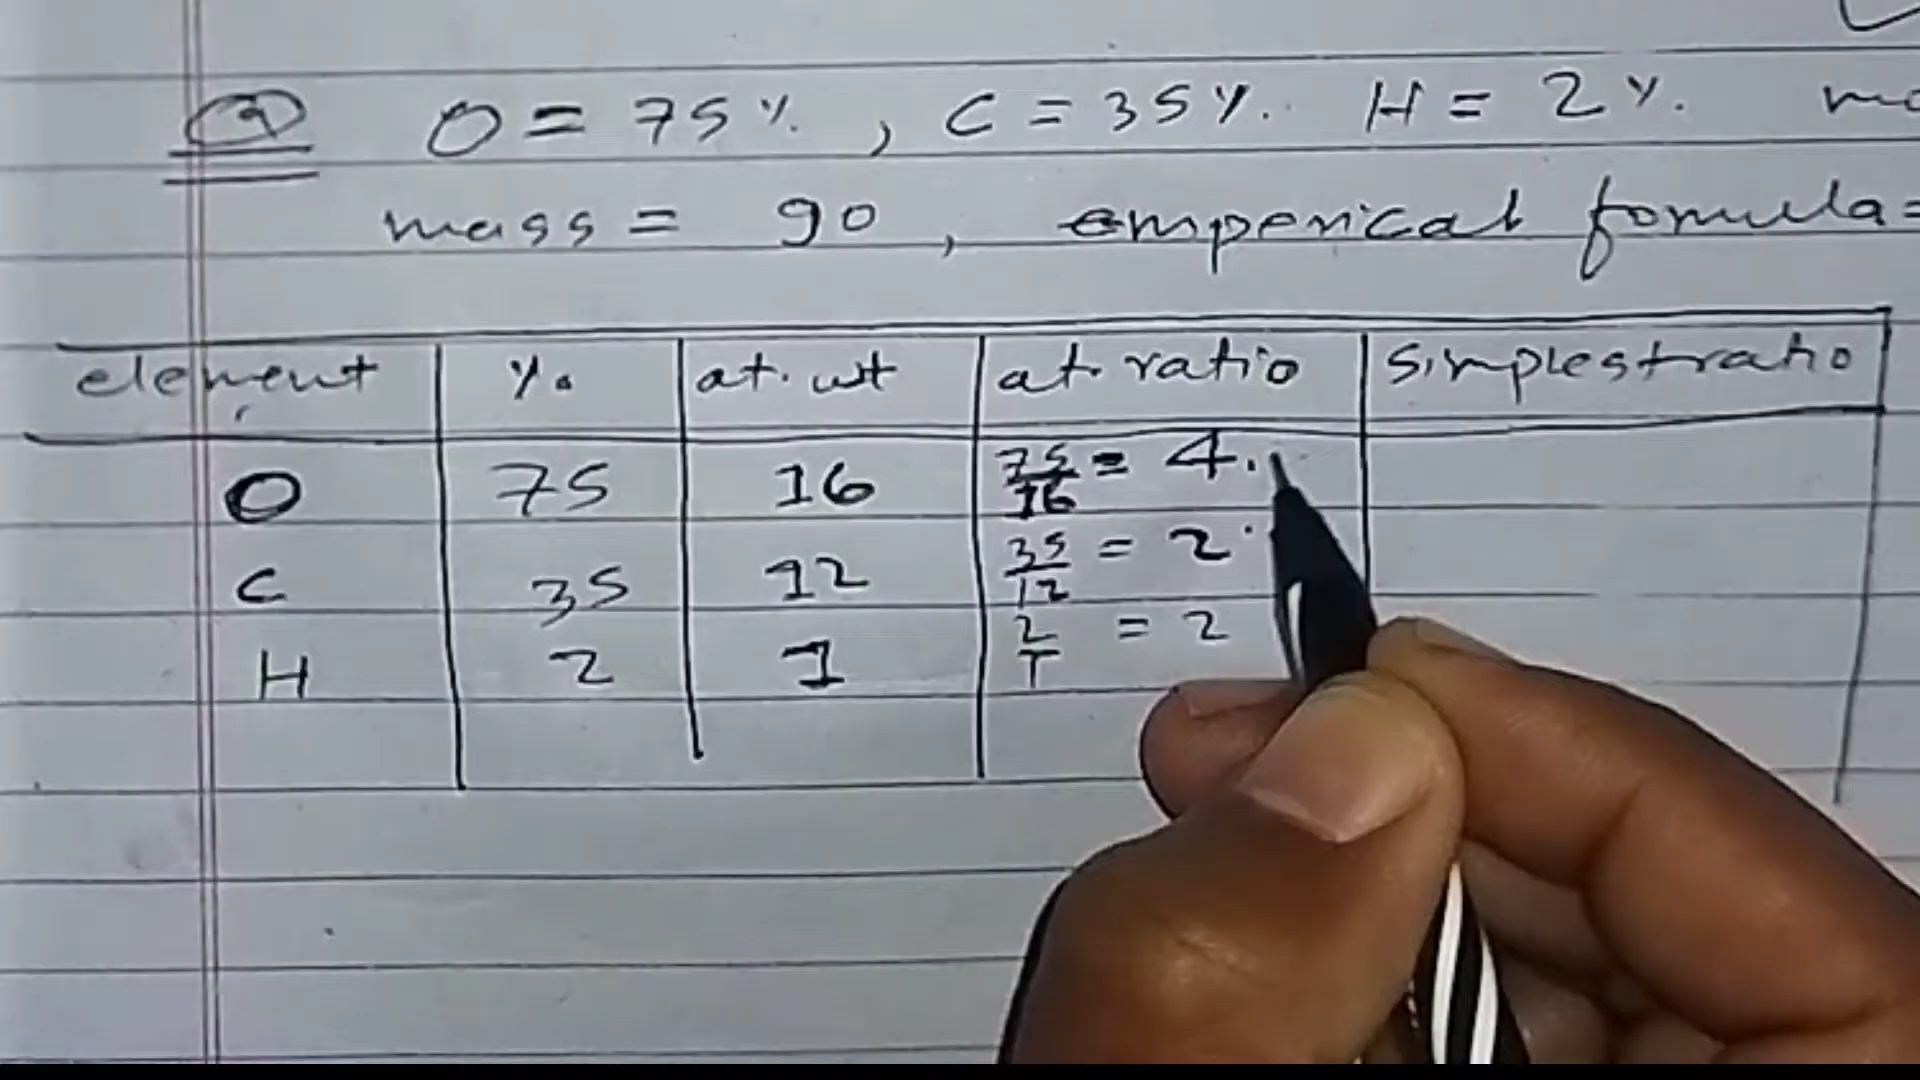 Q O = 75%, C = 35%. H = 2%.
mass = 90, emperical formula =
element %. at. wt at. ratio simplest ratio
O 75 16 75/16 = 4.
C 35 12 35/12 = 2.
H 2 1 2/1 = 2